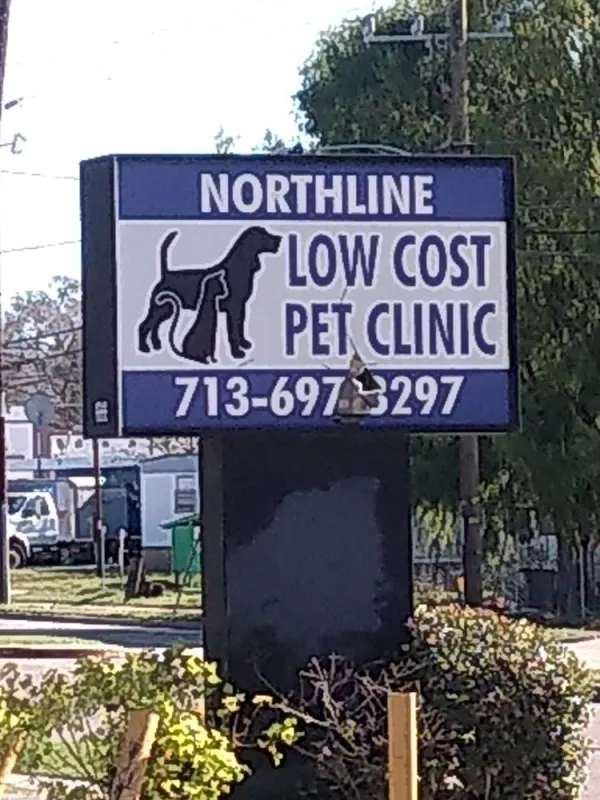 NORTHLINE
LOW COST
PET CLINIC
713-697 3297